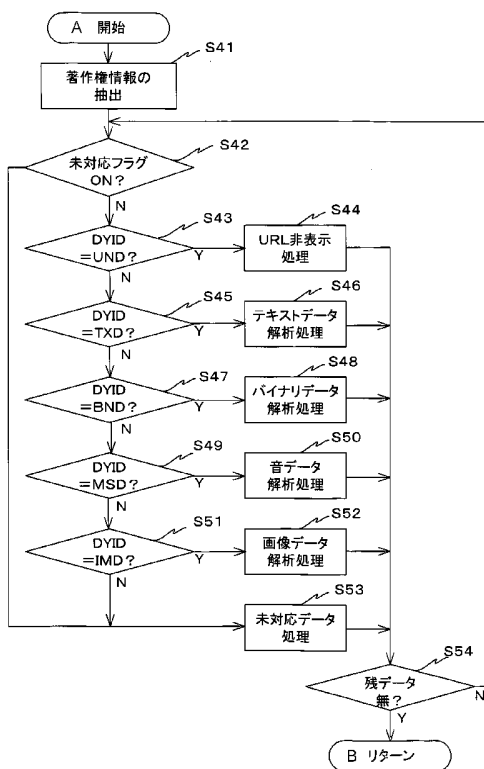 A 開始
S41
著作権情報の
抽出
S42
未対応フラグ
ON?
N
S43
DYID
=UND?
Y
S44
URL非表示
処理
N
S45
DYID
=TXD?
Y
S46
テキストデータ
解析処理
N
S47
DYID
=BND?
Y
S48
バイナリデータ
解析処理
N
S49
DYID
=MSD?
Y
S50
音データ
解析処理
N
S51
DYID
=IMD?
Y
S52
画像データ
解析処理
N
S53
未対応データ
処理
S54
残データ
無?
N
Y
B リターン